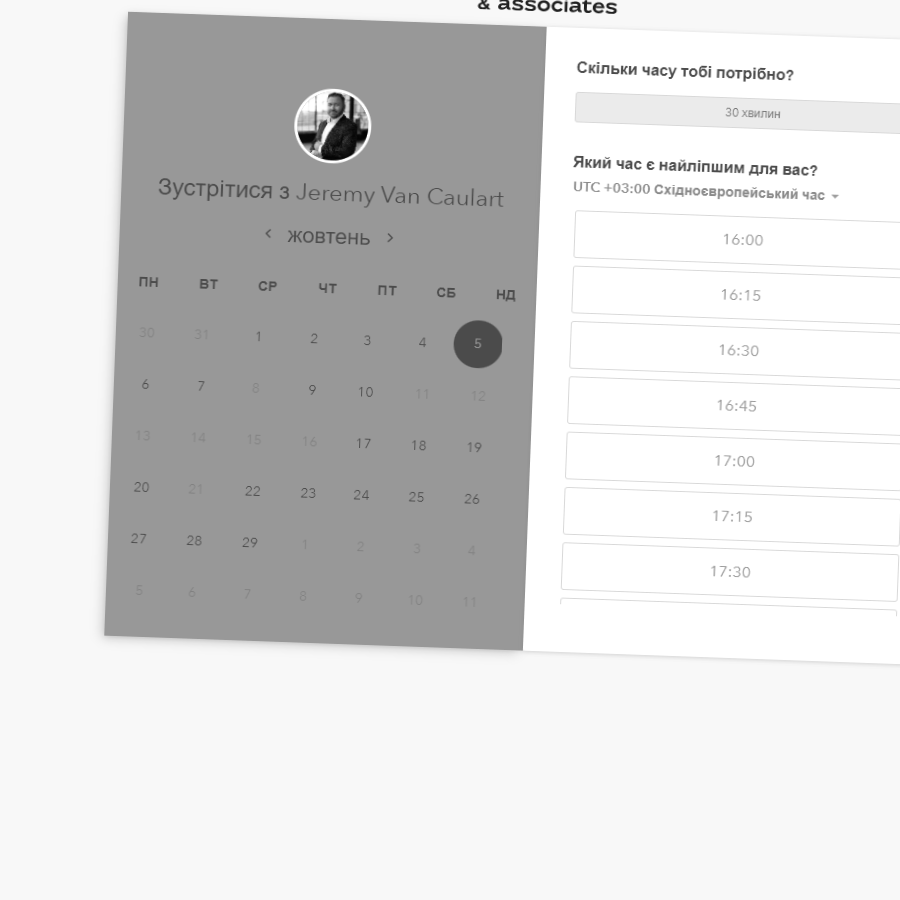 & associates
Зустрітися з Jeremy Van Caulart
жовтень
ПН ВТ СР ЧТ ПТ СБ НД
30 31 1 2 3 4 5
6 7 8 9 10 11 12
13 14 15 16 17 18 19
20 21 22 23 24 25 26
27 28 29 1 2 3 4
5 6 7 8 9 10 11
Скільки часу тобі потрібно?
30 хвилин
Який час є найліпшим для вас?
UTC +03:00 Східноєвропейський час
16:00
16:15
16:30
16:45
17:00
17:15
17:30